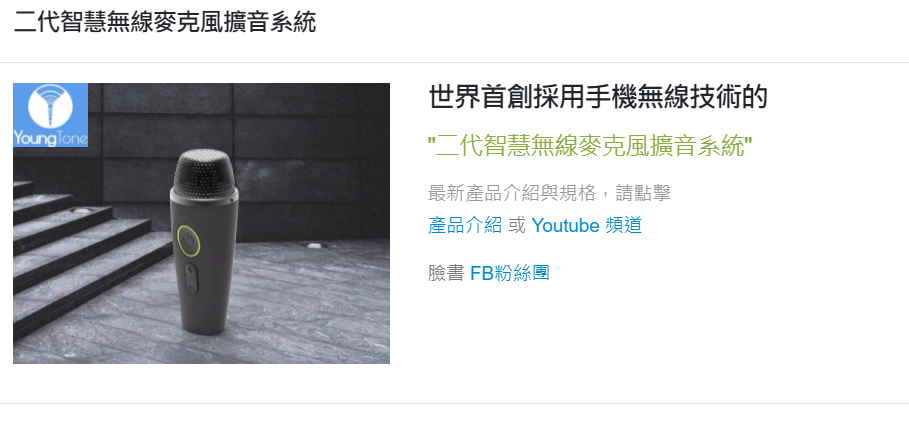 二代智慧無線麥克風擴音系統
YoungTone
世界首創採用手機無線技術的
"二代智慧無線麥克風擴音系統"
最新產品介紹與規格，請點擊
產品介紹 或 Youtube 頻道
臉書 FB粉絲團